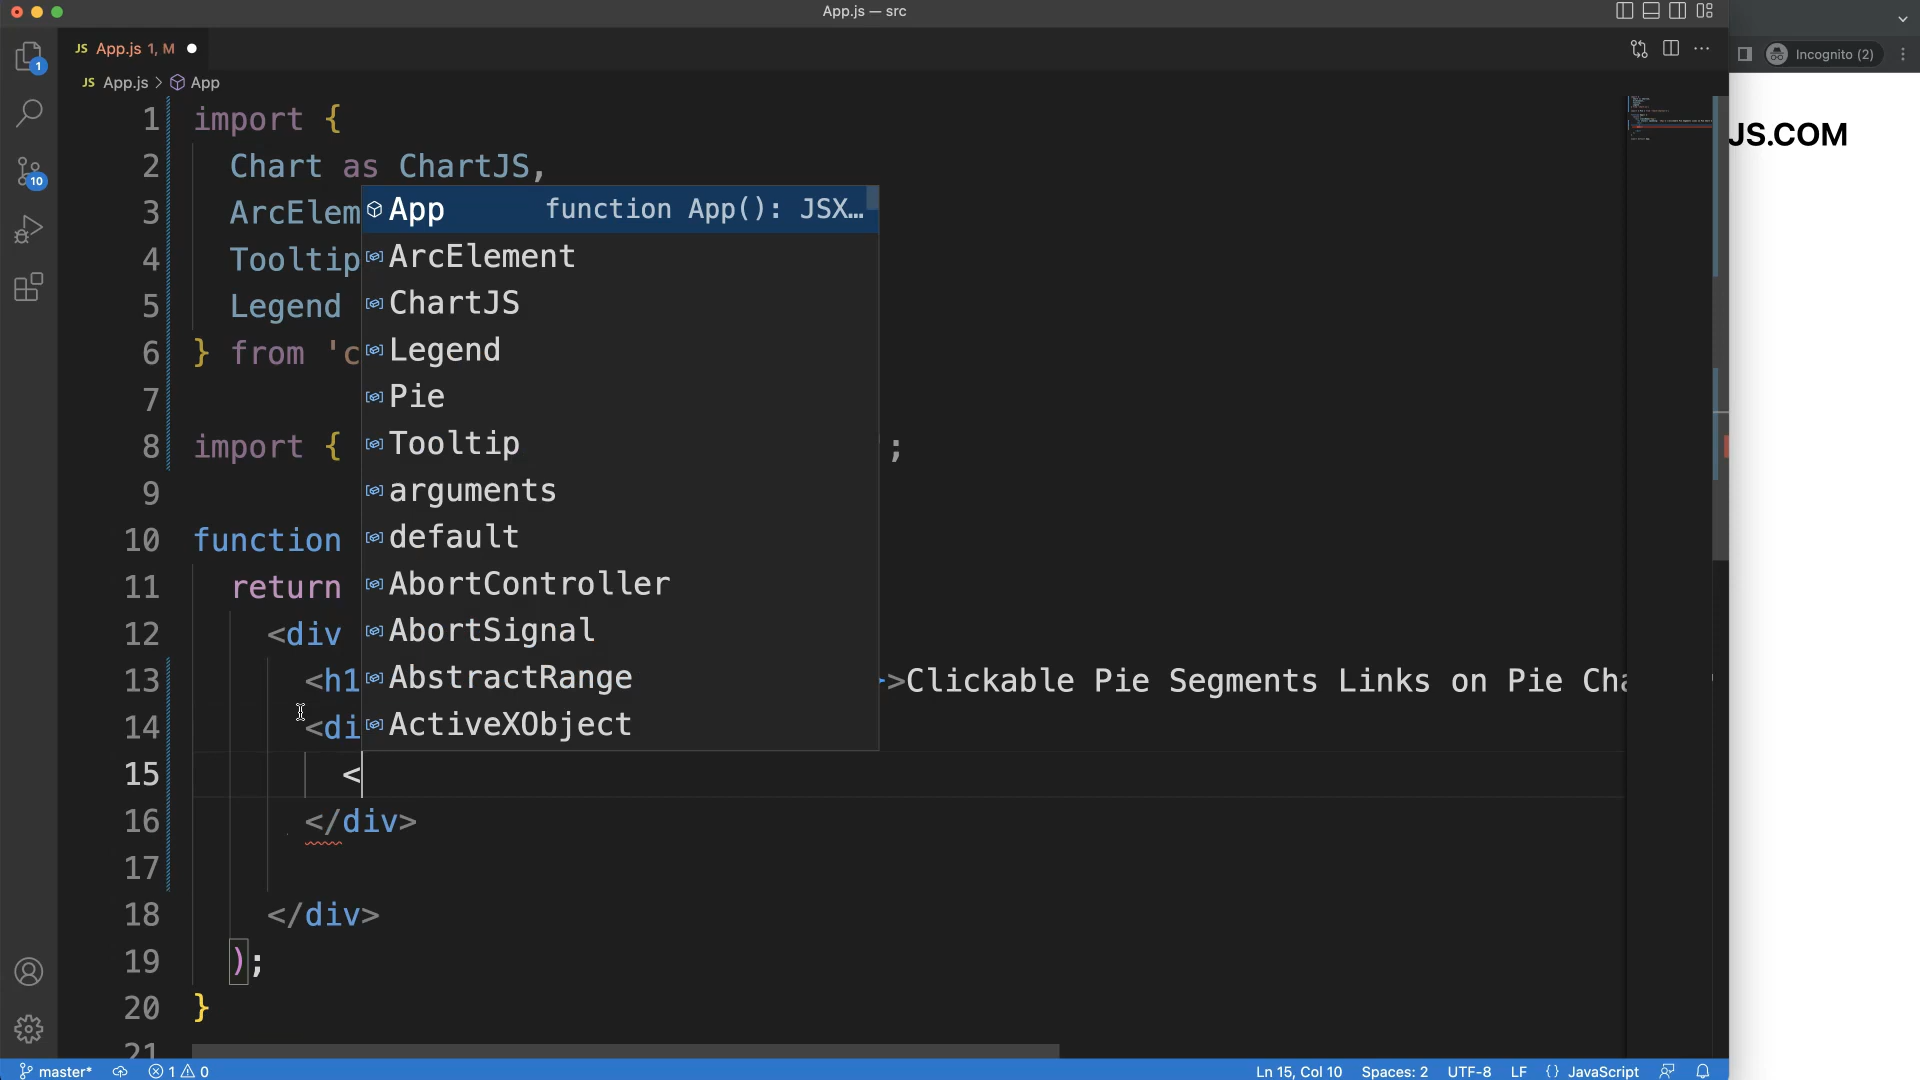 App.js — src
JS App.js 1, M
JS App.js > App
Incognito (2)
JS.COM
1 import {
2 Chart as ChartJS,
3 ArcElem
4 Tooltip
5 Legend
6 } from 'c
7
8 import { ;
9
10 function
11 return
12 <div
13 <h1 >Clickable Pie Segments Links on Pie Cha
14 <di
15 <
16 </div>
17
18 </div>
19 );
20 }
21
App function App(): JSX…
ArcElement
ChartJS
Legend
Pie
Tooltip
arguments
default
AbortController
AbortSignal
AbstractRange
ActiveXObject
1
10
master* 1 0 Ln 15, Col 10 Spaces: 2 UTF-8 LF {} JavaScript